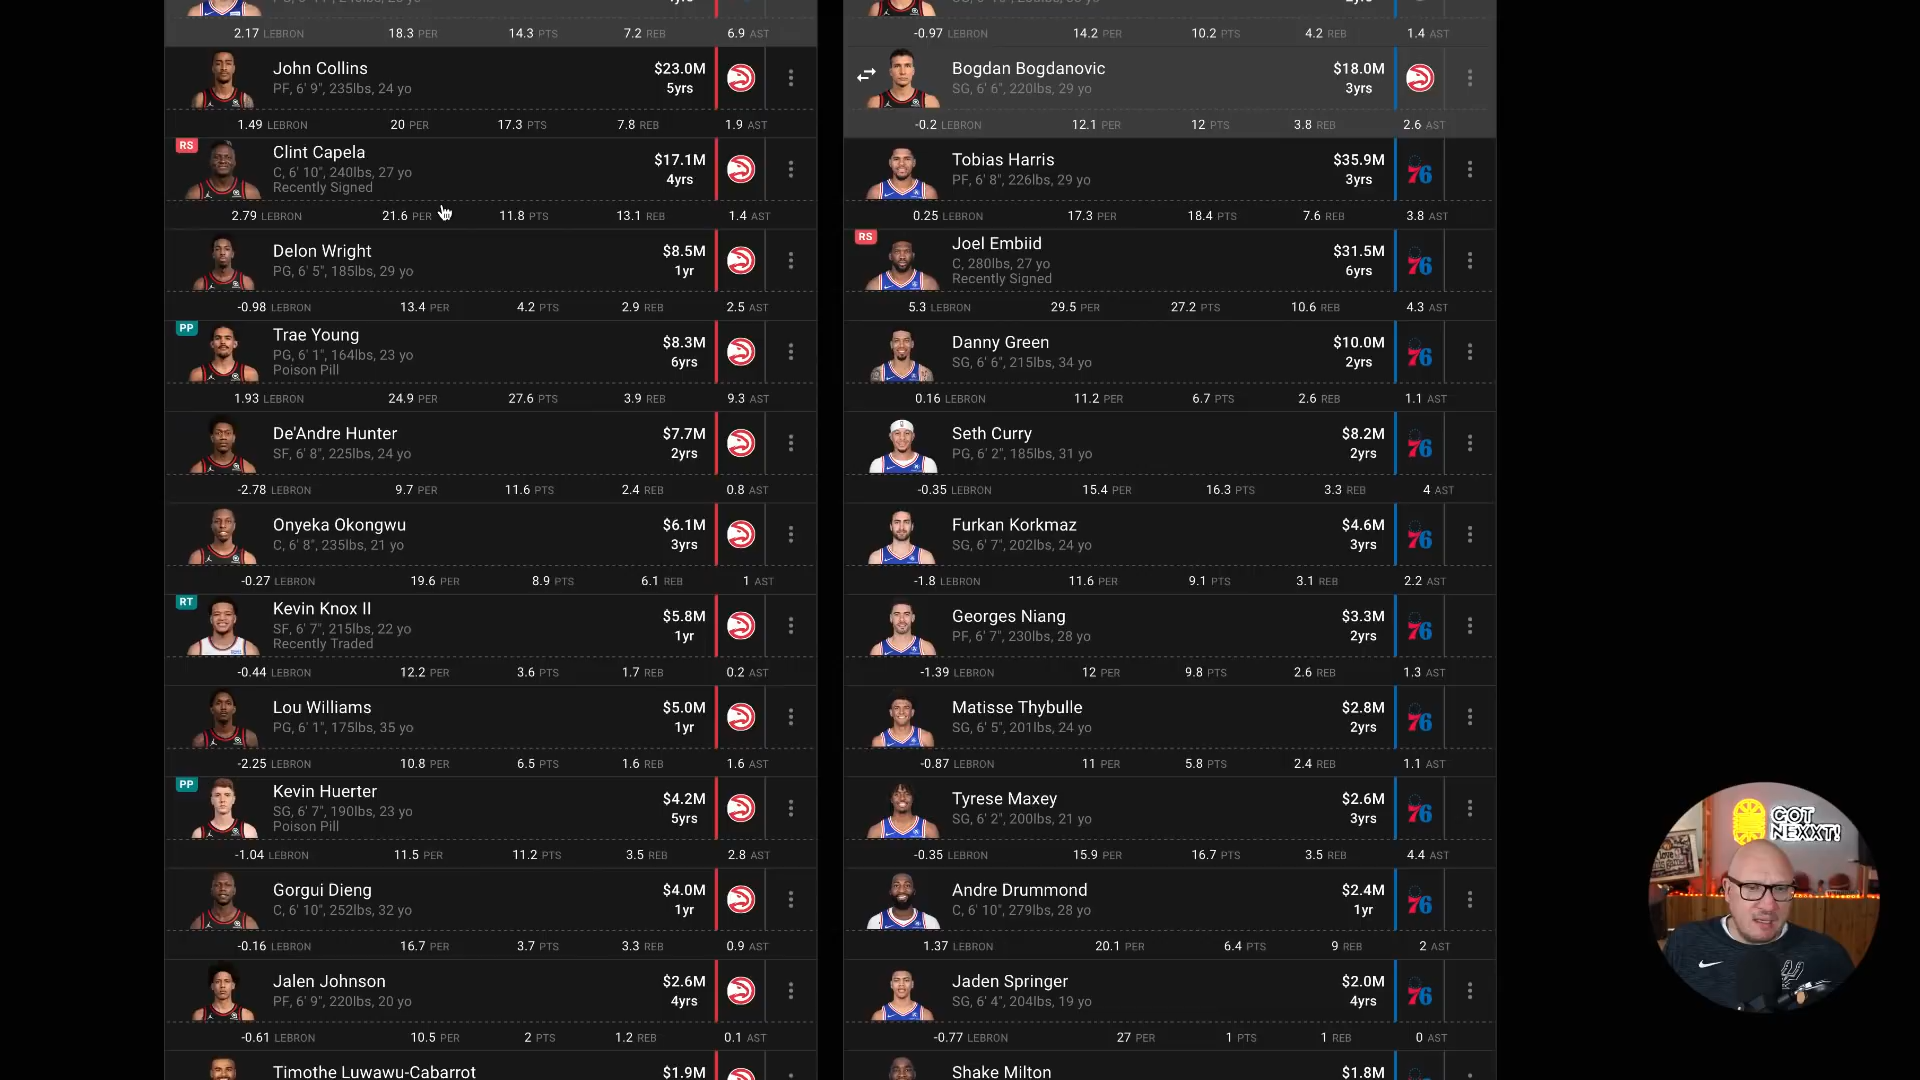 2.17 LEBRON 18.3 PER 14.3 PTS 7.2 REB 6.9 AST
John Collins $23.0M
PF, 6' 9", 235lbs, 24 yo 5yrs
1.49 LEBRON 20 PER 17.3 PTS 7.8 REB 1.9 AST
RS Clint Capela $17.1M
C, 6' 10", 240lbs, 27 yo 4yrs
Recently Signed
2.79 LEBRON 21.6 PER 11.8 PTS 13.1 REB 1.4 AST
Delon Wright $8.5M
PG, 6' 5", 185lbs, 29 yo 1yr
-0.98 LEBRON 13.4 PER 4.2 PTS 2.9 REB 2.5 AST
PP Trae Young $8.3M
PG, 6' 1", 164lbs, 23 yo 6yrs
Poison Pill
1.93 LEBRON 24.9 PER 27.6 PTS 3.9 REB 9.3 AST
De'Andre Hunter $7.7M
SF, 6' 8", 225lbs, 24 yo 2yrs
-2.78 LEBRON 9.7 PER 11.6 PTS 2.4 REB 0.8 AST
Onyeka Okongwu $6.1M
C, 6' 8", 235lbs, 21 yo 3yrs
-0.27 LEBRON 19.6 PER 8.9 PTS 6.1 REB 1 AST
RT Kevin Knox II $5.8M
SF, 6' 7", 215lbs, 22 yo 1yr
Recently Traded
-0.44 LEBRON 12.2 PER 3.6 PTS 1.7 REB 0.2 AST
Lou Williams $5.0M
PG, 6' 1", 175lbs, 35 yo 1yr
-2.25 LEBRON 10.8 PER 6.5 PTS 1.6 REB 1.6 AST
PP Kevin Huerter $4.2M
SG, 6' 7", 190lbs, 23 yo 5yrs
Poison Pill
-1.04 LEBRON 11.5 PER 11.2 PTS 3.5 REB 2.8 AST
Gorgui Dieng $4.0M
C, 6' 10", 252lbs, 32 yo 1yr
-0.16 LEBRON 16.7 PER 3.7 PTS 3.3 REB 0.9 AST
Jalen Johnson $2.6M
PF, 6' 9", 220lbs, 20 yo 4yrs
-0.61 LEBRON 10.5 PER 2 PTS 1.2 REB 0.1 AST
Timothe Luwawu-Cabarrot $1.9M
-0.97 LEBRON 14.2 PER 10.2 PTS 4.2 REB 1.4 AST
Bogdan Bogdanovic $18.0M
SG, 6' 6", 220lbs, 29 yo 3yrs
-0.2 LEBRON 12.1 PER 12 PTS 3.8 REB 2.6 AST
Tobias Harris $35.9M 76
PF, 6' 8", 226lbs, 29 yo 3yrs
0.25 LEBRON 17.3 PER 18.4 PTS 7.6 REB 3.8 AST
RS Joel Embiid $31.5M 76
C, 280lbs, 27 yo 6yrs
Recently Signed
5.3 LEBRON 29.5 PER 27.2 PTS 10.6 REB 4.3 AST
Danny Green $10.0M 76
SG, 6' 6", 215lbs, 34 yo 2yrs
0.16 LEBRON 11.2 PER 6.7 PTS 2.6 REB 1.1 AST
Seth Curry $8.2M 76
PG, 6' 2", 185lbs, 31 yo 2yrs
-0.35 LEBRON 15.4 PER 16.3 PTS 3.3 REB 4 AST
Furkan Korkmaz $4.6M 76
SG, 6' 7", 202lbs, 24 yo 3yrs
-1.8 LEBRON 11.6 PER 9.1 PTS 3.1 REB 2.2 AST
Georges Niang $3.3M 76
PF, 6' 7", 230lbs, 28 yo 2yrs
-1.39 LEBRON 12 PER 9.8 PTS 2.6 REB 1.3 AST
Matisse Thybulle $2.8M 76
SG, 6' 5", 201lbs, 24 yo 2yrs
-0.87 LEBRON 11 PER 5.8 PTS 2.4 REB 1.1 AST
Tyrese Maxey $2.6M 76
SG, 6' 2", 200lbs, 21 yo 3yrs
-0.35 LEBRON 15.9 PER 16.7 PTS 3.5 REB 4.4 AST
Andre Drummond $2.4M 76
C, 6' 10", 279lbs, 28 yo 1yr
1.37 LEBRON 20.1 PER 6.4 PTS 9 REB 2 AST
Jaden Springer $2.0M 76
SG, 6' 4", 204lbs, 19 yo 4yrs
-0.77 LEBRON 27 PER 1 PTS 1 REB 0 AST
Shake Milton $1.8M
GOT
NEXXT!